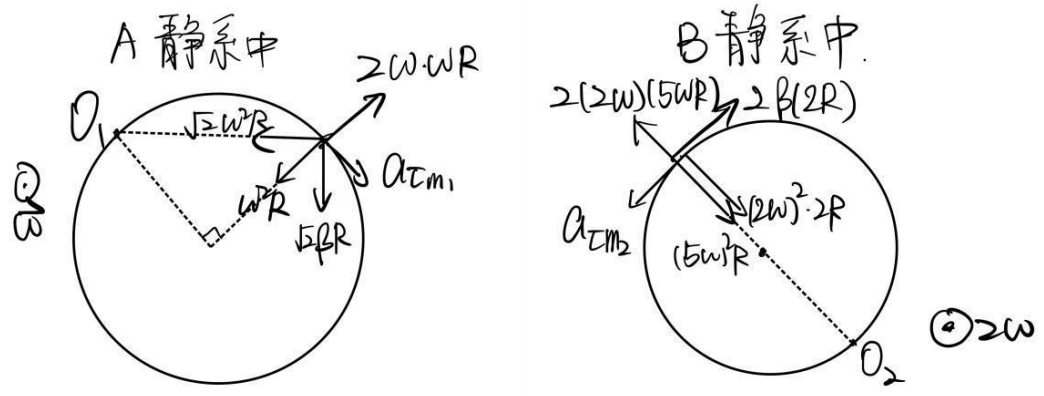 A 静系中
2ω·ωR
O₁
√2ω²R
a_{τm₁}
ω²R
√2βR
ω
B 静系中.
2(2ω)(5ωR)
2β(2R)
a_{τm₂}
(2ω)²·2R
(5ω)²R
2ω
O₂